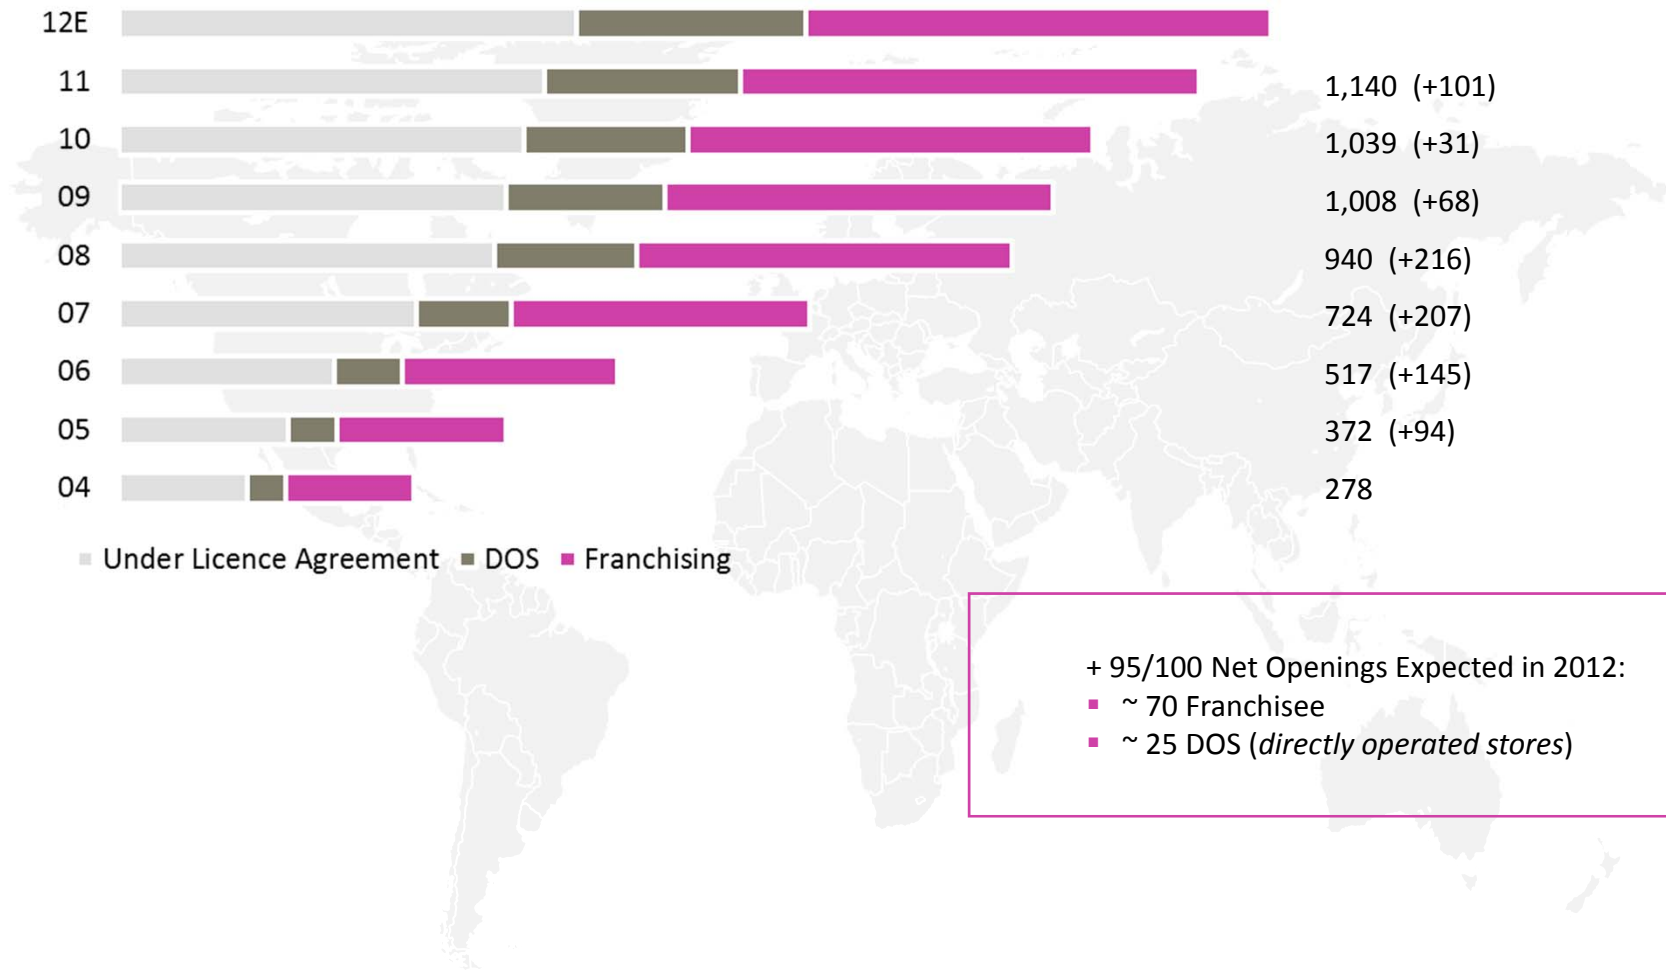 12E
11 1,140 (+101)
10 1,039 (+31)
09 1,008 (+68)
08 940 (+216)
07 724 (+207)
06 517 (+145)
05 372 (+94)
04 278
Under Licence Agreement DOS Franchising
+ 95/100 Net Openings Expected in 2012:
~ 70 Franchisee
~ 25 DOS (directly operated stores)